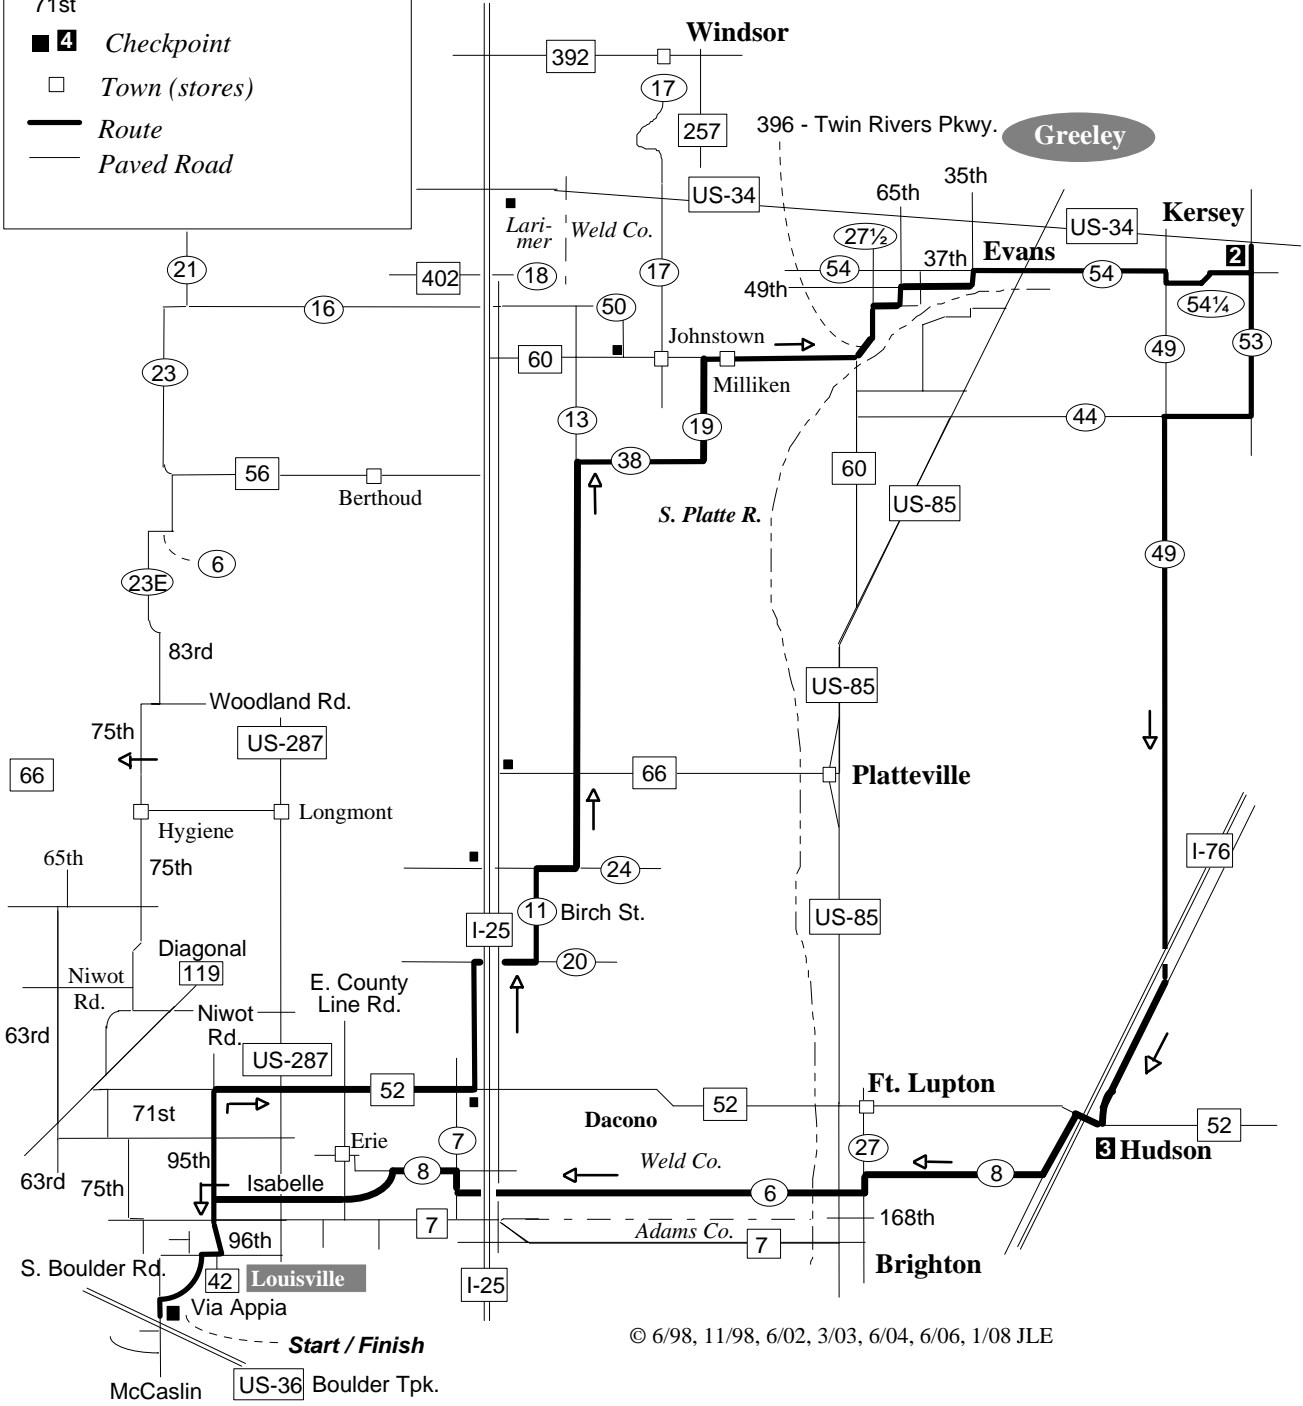 71st
4 Checkpoint
Town (stores)
Route
Paved Road
Windsor
392
17
257
396 - Twin Rivers Pkwy.
Greeley
35th
65th
US-34
Kersey
Lari-
mer
Weld Co.
27½
US-34
21
402
18
17
54
37th
Evans
54
2
49th
54¼
16
50
Johnstown
60
49
53
23
Milliken
13
19
44
38
56
Berthoud
60
US-85
S. Platte R.
6
49
23E
83rd
Woodland Rd.
US-85
75th
US-287
66
66
Platteville
Longmont
Hygiene
65th
75th
24
I-76
11
Birch St.
US-85
I-25
Diagonal
119
20
Niwot
Rd.
E. County
Line Rd.
Niwot
Rd.
63rd
US-287
52
Ft. Lupton
52
71st
Dacono
52
7
27
3 Hudson
Erie
95th
Weld Co.
8
8
63rd
75th
Isabelle
6
7
168th
96th
Adams Co.
7
S. Boulder Rd.
42
Louisville
I-25
Brighton
Via Appia
Start / Finish
© 6/98, 11/98, 6/02, 3/03, 6/04, 6/06, 1/08 JLE
McCaslin
US-36
Boulder Tpk.